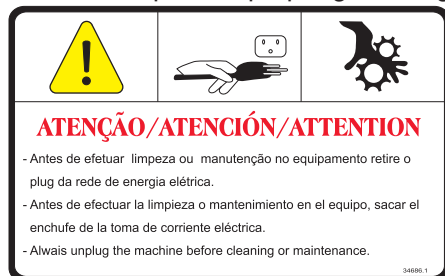 ATENÇÃO/ATENCIÓN/ATTENTION
- Antes de efetuar limpeza ou manutenção no equipamento retire o
plug da rede de energia elétrica.
- Antes de efectuar la limpieza o mantenimiento en el equipo, sacar el
enchufe de la toma de corriente eléctrica.
- Alwais unplug the machine before cleaning or maintenance.
34686.1